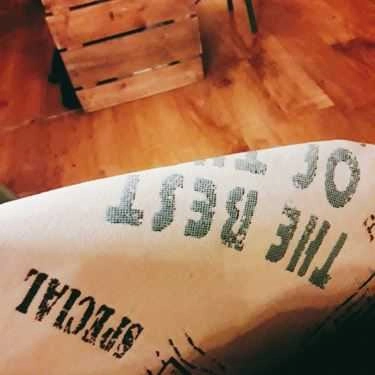 SPECIAL
THE BEST
OF